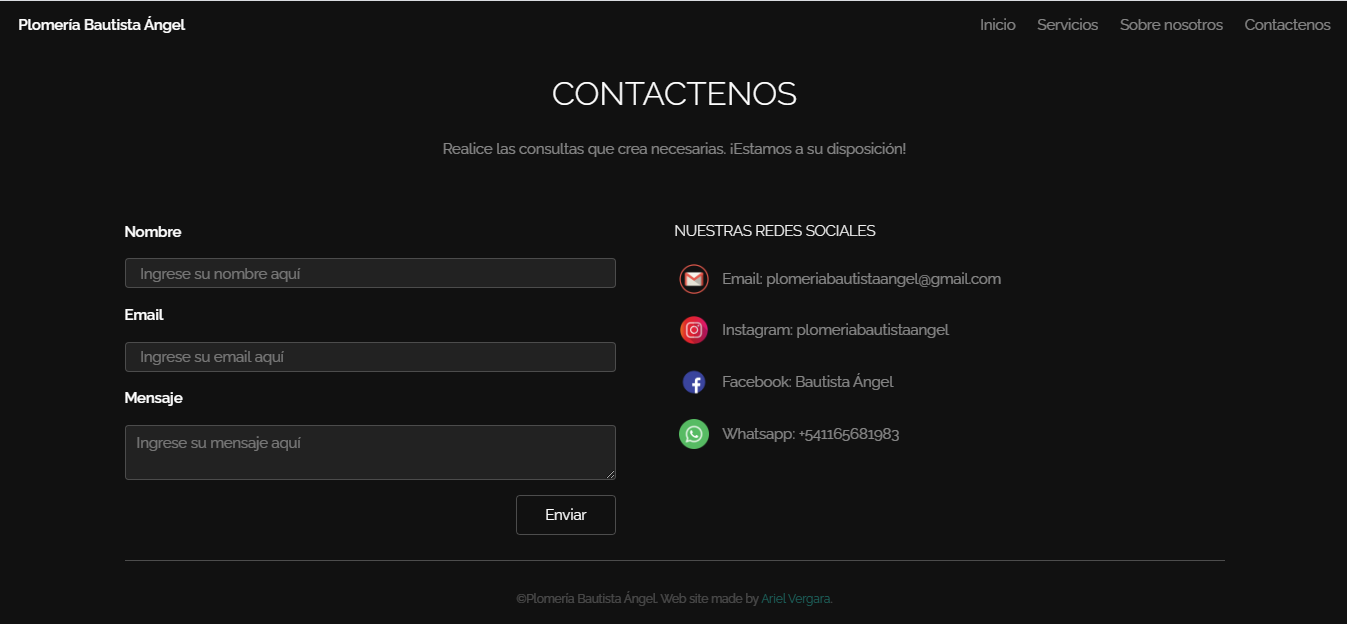 Plomería Bautista Ángel
Inicio Servicios Sobre nosotros Contactenos
CONTACTENOS
Realice las consultas que crea necesarias. ¡Estamos a su disposición!
Nombre
Ingrese su nombre aquí
Email
Ingrese su email aquí
Mensaje
Ingrese su mensaje aquí
Enviar
NUESTRAS REDES SOCIALES
Email: plomeriabautistaangel@gmail.com
Instagram: plomeriabautistaangel
Facebook: Bautista Ángel
Whatsapp: +541165681983
©Plomería Bautista Ángel. Web site made by Ariel Vergara.